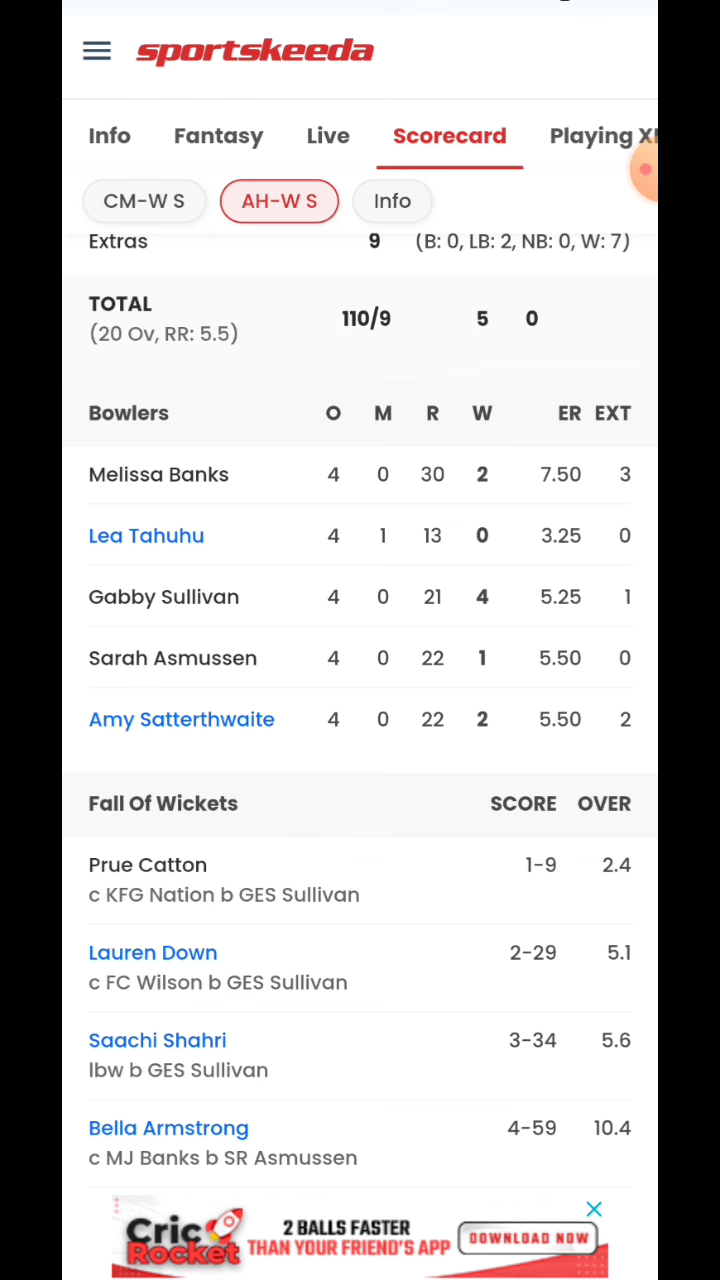 sportskeeda
Info Fantasy Live Scorecard Playing XI
CM-W S AH-W S Info
Extras 9 (B: 0, LB: 2, NB: 0, W: 7)
TOTAL 110/9 5 0
(20 Ov, RR: 5.5)
Bowlers O M R W ER EXT
Melissa Banks 4 0 30 2 7.50 3
Lea Tahuhu 4 1 13 0 3.25 0
Gabby Sullivan 4 0 21 4 5.25 1
Sarah Asmussen 4 0 22 1 5.50 0
Amy Satterthwaite 4 0 22 2 5.50 2
Fall Of Wickets SCORE OVER
Prue Catton 1-9 2.4
c KFG Nation b GES Sullivan
Lauren Down 2-29 5.1
c FC Wilson b GES Sullivan
Saachi Shahri 3-34 5.6
lbw b GES Sullivan
Bella Armstrong 4-59 10.4
c MJ Banks b SR Asmussen
Cric Rocket
2 BALLS FASTER
THAN YOUR FRIEND'S APP
DOWNLOAD NOW